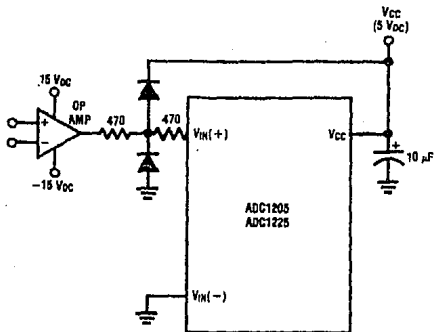 VCC
(5 VDC)
15 VDC
OP
AMP
470
470
VIN(+)
VCC
+
−
+
10 µF
−15 VDC
ADC1205
ADC1225
VIN(−)